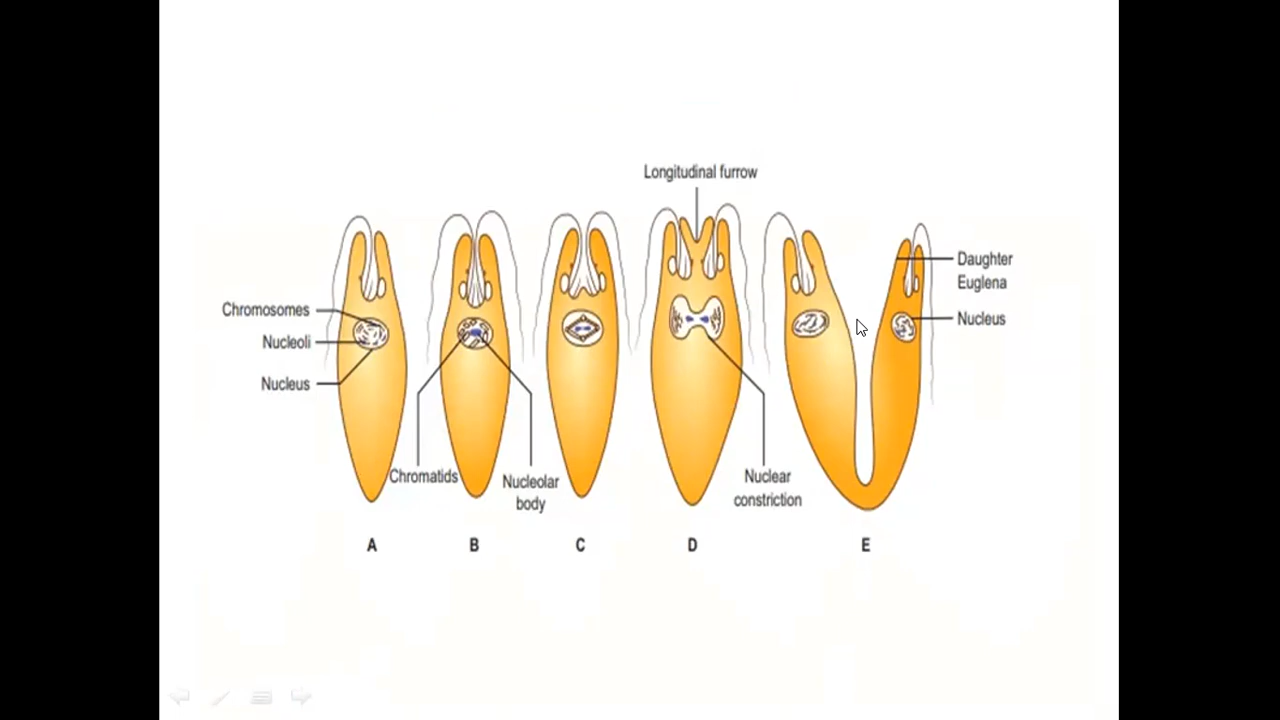 Longitudinal furrow
Chromosomes
Nucleoli
Nucleus
Chromatids
Nucleolar
body
Nuclear
constriction
Daughter
Euglena
Nucleus
A B C D E